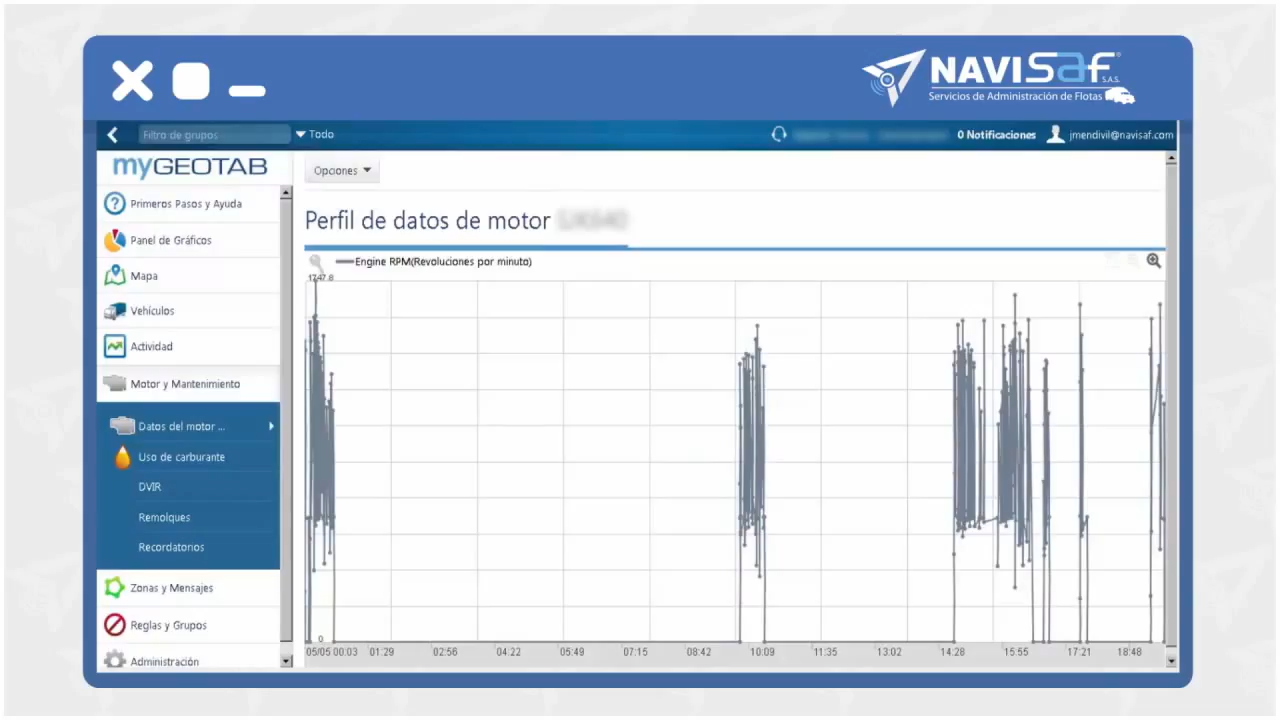 NAVISAF S.A.S.
Servicios de Administración de Flotas
Filtro de grupos
Todo
0 Notificaciones
jmendivil@navisaf.com
myGEOTAB
Opciones
Primeros Pasos y Ayuda
Panel de Gráficos
Mapa
Vehículos
Actividad
Motor y Mantenimiento
Datos del motor ...
Uso de carburante
DVIR
Remolques
Recordatorios
Zonas y Mensajes
Reglas y Grupos
Administración
Perfil de datos de motor
Engine RPM(Revoluciones por minuto)
1747.8
0
05/05 00:03 01:29 02:56 04:22 05:49 07:15 08:42 10:09 11:35 13:02 14:28 15:55 17:21 18:48